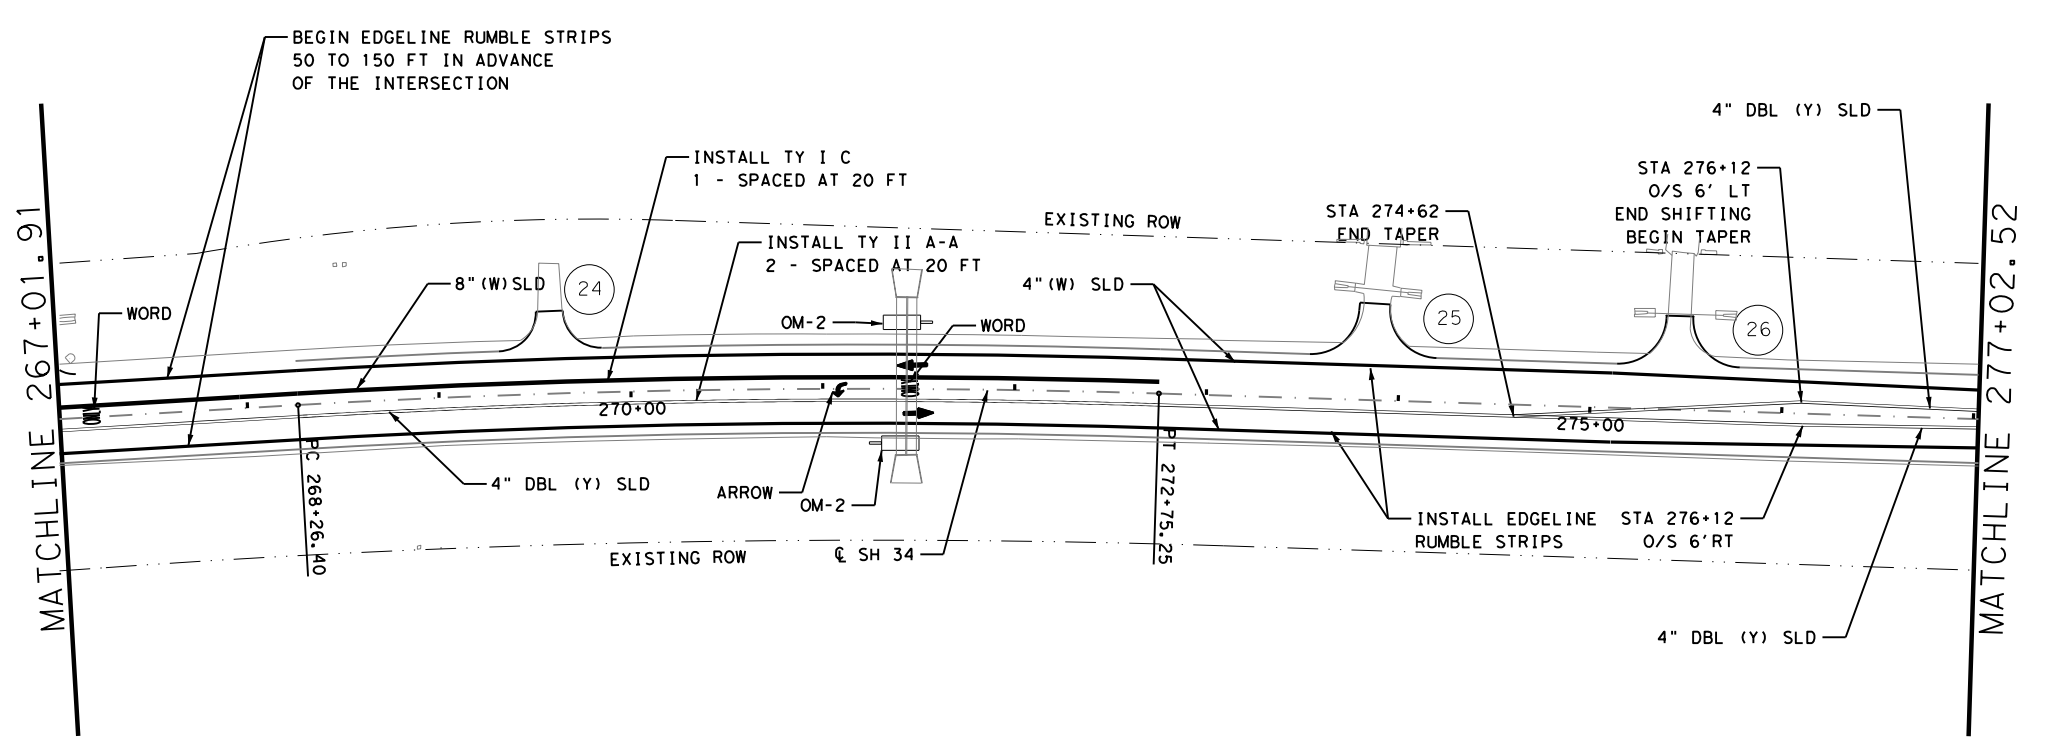 BEGIN EDGELINE RUMBLE STRIPS
50 TO 150 FT IN ADVANCE
OF THE INTERSECTION
4" DBL (Y) SLD
INSTALL TY I C
1 - SPACED AT 20 FT
STA 276+12
O/S 6' LT
END SHIFTING
BEGIN TAPER
STA 274+62
END TAPER
EXISTING ROW
INSTALL TY II A-A
2 - SPACED AT 20 FT
8"(W)SLD
24
4"(W) SLD
WORD
OM-2
WORD
25
26
MATCHLINE 267+01.91
MATCHLINE 277+02.52
270+00
275+00
PC 268+26.40
PT 272+75.25
4" DBL (Y) SLD
ARROW
OM-2
INSTALL EDGELINE
RUMBLE STRIPS
STA 276+12
O/S 6'RT
EXISTING ROW
℄ SH 34
4" DBL (Y) SLD